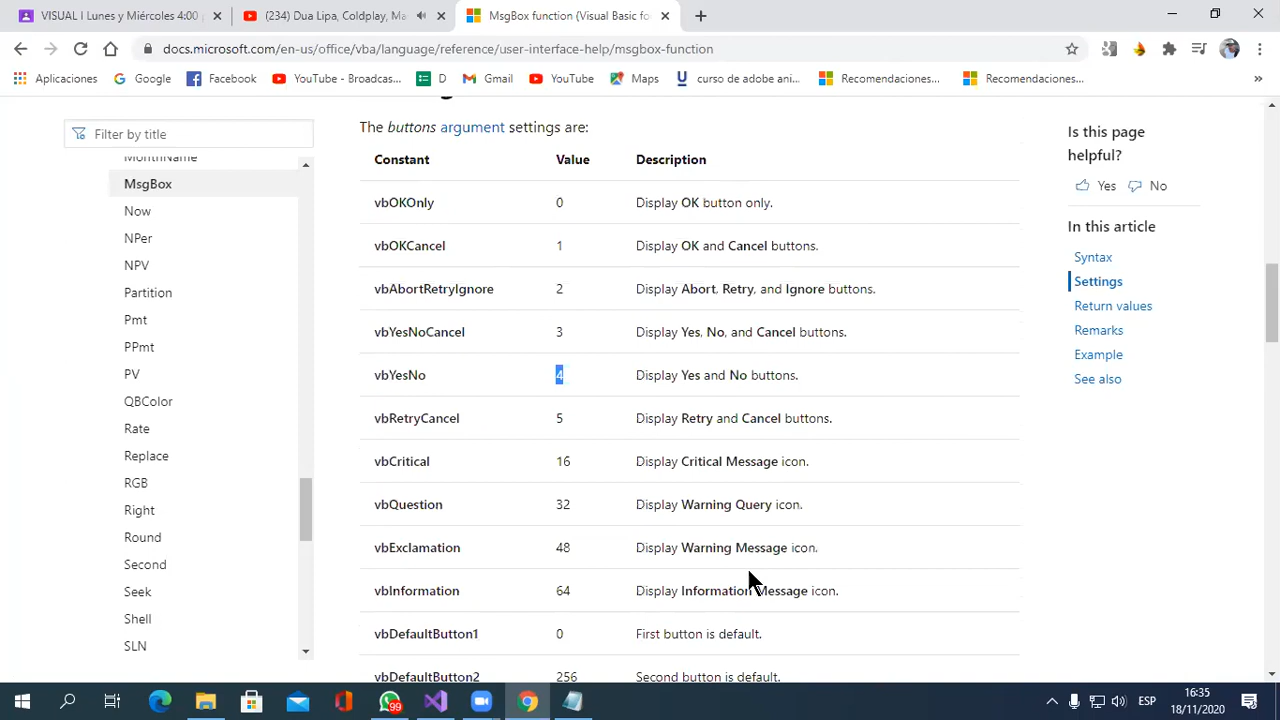 VISUAL I Lunes y Miércoles 4:00
(234) Dua Lipa, Coldplay, Ma
MsgBox function (Visual Basic fo
docs.microsoft.com/en-us/office/vba/language/reference/user-interface-help/msgbox-function
Aplicaciones
Google
Facebook
YouTube - Broadcas...
D
Gmail
YouTube
Maps
curso de adobe ani...
Recomendaciones...
Recomendaciones...
»
Filter by title
MonthName
MsgBox
Now
NPer
NPV
Partition
Pmt
PPmt
PV
QBColor
Rate
Replace
RGB
Right
Round
Second
Seek
Shell
SLN
The buttons argument settings are:
Constant Value Description
vbOKOnly 0 Display OK button only.
vbOKCancel 1 Display OK and Cancel buttons.
vbAbortRetryIgnore 2 Display Abort, Retry, and Ignore buttons.
vbYesNoCancel 3 Display Yes, No, and Cancel buttons.
vbYesNo 4 Display Yes and No buttons.
vbRetryCancel 5 Display Retry and Cancel buttons.
vbCritical 16 Display Critical Message icon.
vbQuestion 32 Display Warning Query icon.
vbExclamation 48 Display Warning Message icon.
vbInformation 64 Display Information Message icon.
vbDefaultButton1 0 First button is default.
vbDefaultButton2 256 Second button is default.
Is this page
helpful?
Yes No
In this article
Syntax
Settings
Return values
Remarks
Example
See also
99
ESP
16:35
18/11/2020